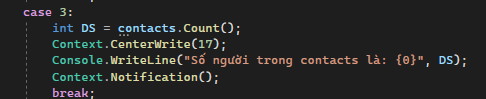 case 3:
int DS = contacts.Count();
Context.CenterWrite(17);
Console.WriteLine("Số người trong contacts là: {0}", DS);
Context.Notification();
break;